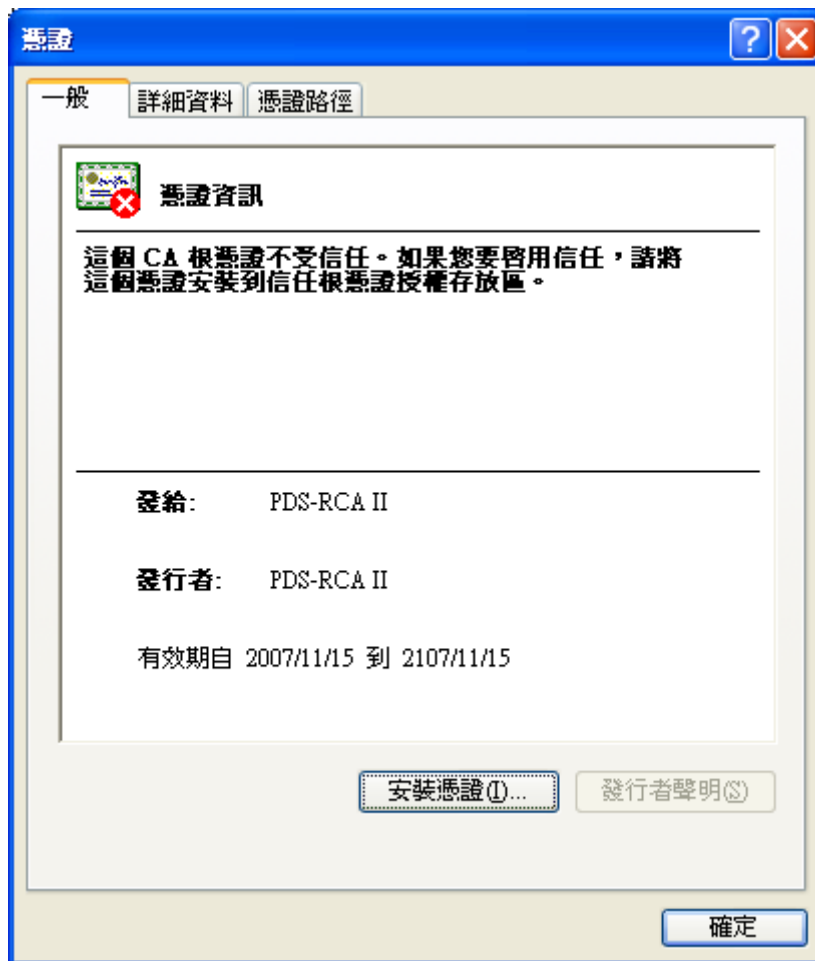 憑證
一般 詳細資料 憑證路徑
憑證資訊
這個 CA 根憑證不受信任。如果您要啓用信任，請將
這個憑證安裝到信任根憑證授權存放區。
發給: PDS-RCA II
發行者: PDS-RCA II
有效期自 2007/11/15 到 2107/11/15
安裝憑證(I)... 發行者聲明(S)
確定